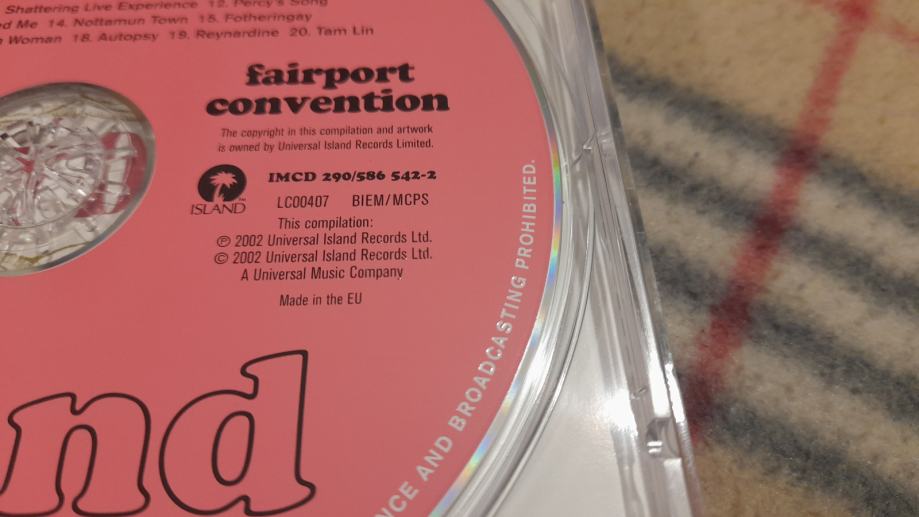 Shattering Live Experience 12. Percy's Song
Me 14. Nottamun Town 15. Fotheringay
Woman 18. Autopsy 19. Reynardine 20. Tam Lin
fairport
convention
The copyright in this compilation and artwork
is owned by Universal Island Records Limited.
ISLAND™
IMCD 290/586 542-2
LC00407 BIEM/MCPS
This compilation:
℗ 2002 Universal Island Records Ltd.
© 2002 Universal Island Records Ltd.
A Universal Music Company
Made in the EU
AND BROADCASTING PROHIBITED.
nd